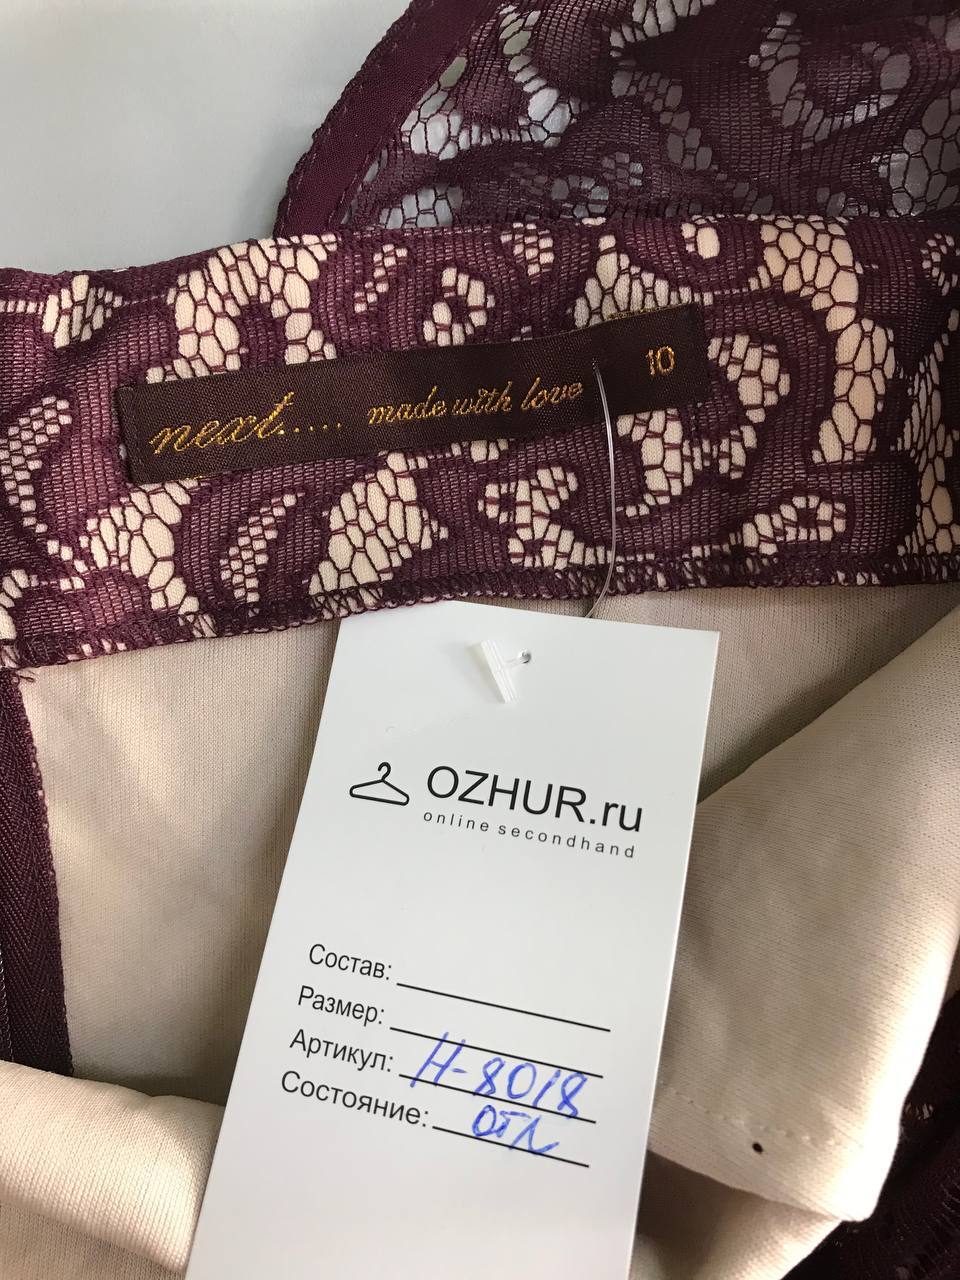 next..... made with love 10
OZHUR.ru
online secondhand
Состав:
Размер:
Артикул: Н-8018
Состояние: отл